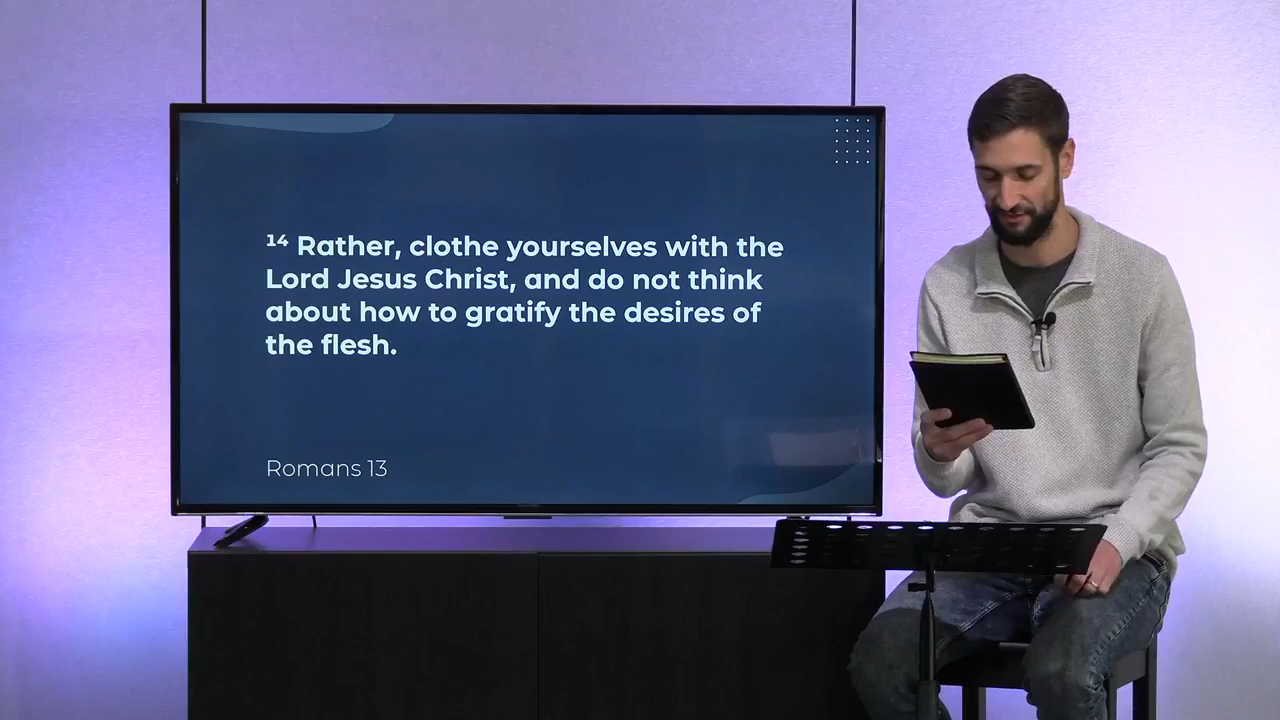 ¹⁴ Rather, clothe yourselves with the
Lord Jesus Christ, and do not think
about how to gratify the desires of
the flesh.
Romans 13